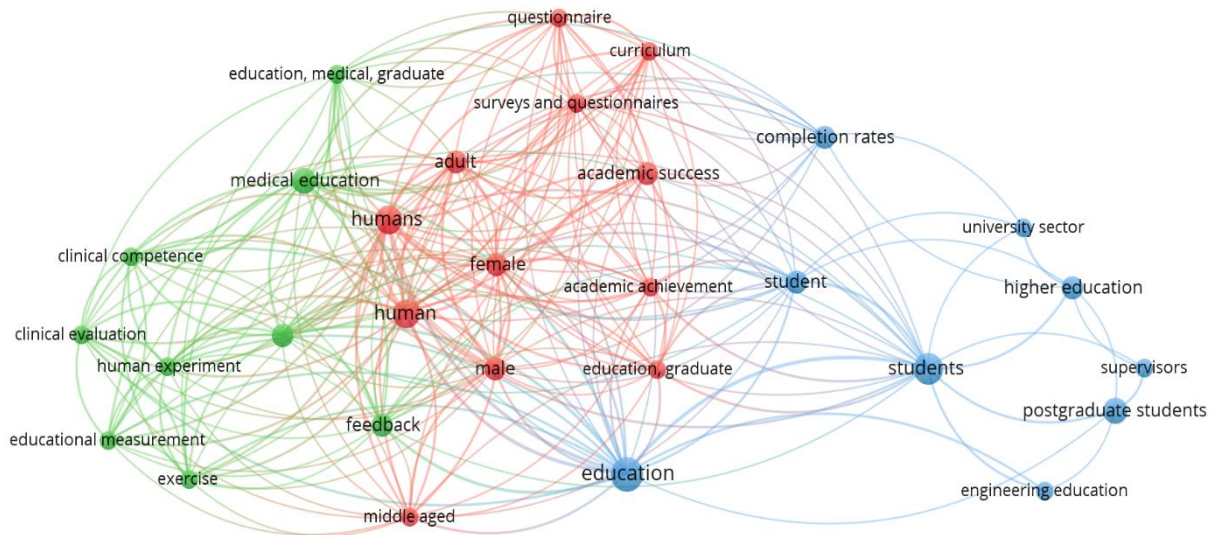 questionnaire
curriculum
education, medical, graduate
surveys and questionnaires
completion rates
adult
academic success
medical education
humans
university sector
clinical competence
female
student
academic achievement
higher education
human
clinical evaluation
human experiment
male
education, graduate
students
supervisors
postgraduate students
feedback
educational measurement
education
exercise
engineering education
middle aged